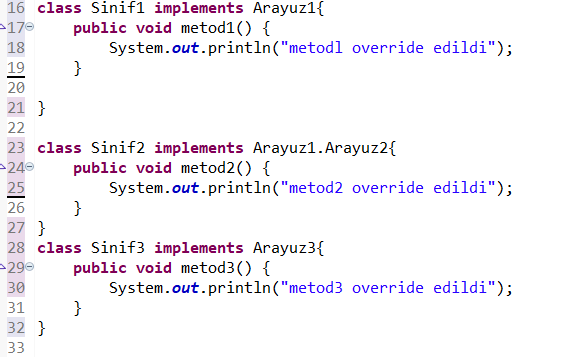 16 class Sinif1 implements Arayuz1{
17 public void metod1() {
18 System.out.println("metodl override edildi");
19 }
20
21 }
22
23 class Sinif2 implements Arayuz1.Arayuz2{
24 public void metod2() {
25 System.out.println("metod2 override edildi");
26 }
27 }
28 class Sinif3 implements Arayuz3{
29 public void metod3() {
30 System.out.println("metod3 override edildi");
31 }
32 }
33